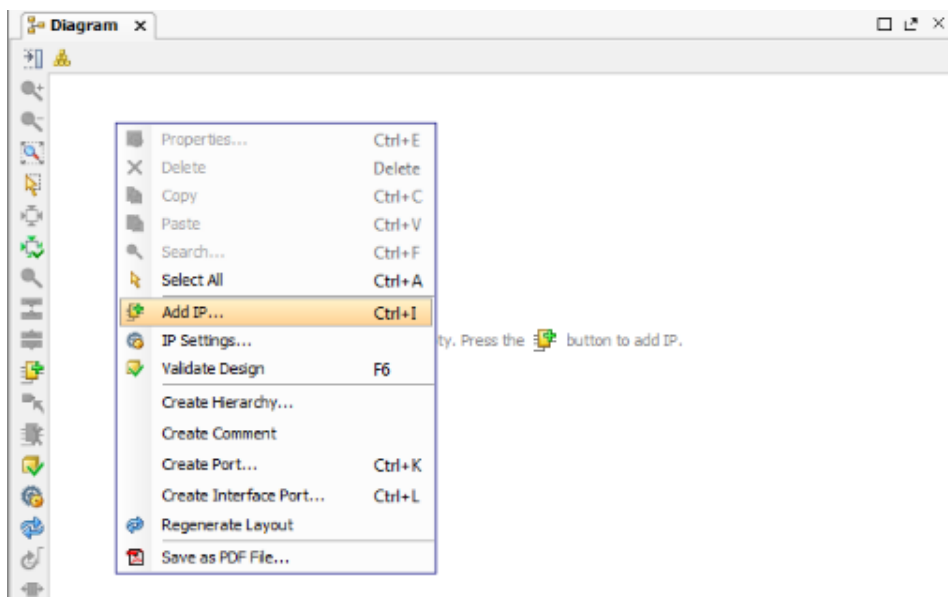 Diagram
Properties... Ctrl+E
Delete Delete
Copy Ctrl+C
Paste Ctrl+V
Search... Ctrl+F
Select All Ctrl+A
Add IP... Ctrl+I
IP Settings...
ty. Press the button to add IP.
Validate Design F6
Create Hierarchy...
Create Comment
Create Port... Ctrl+K
Create Interface Port... Ctrl+L
Regenerate Layout
Save as PDF File...